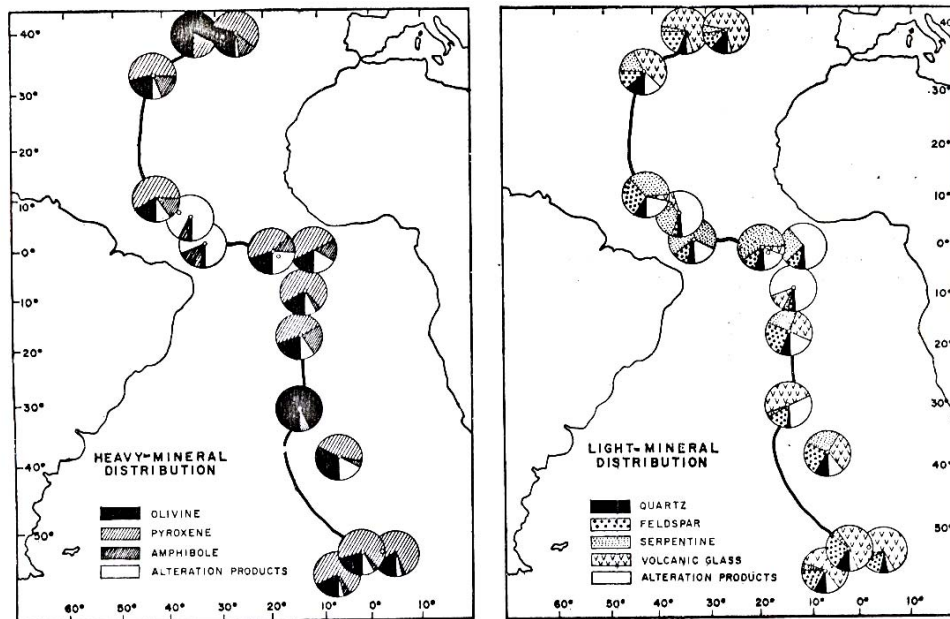 40°
30°
20°
10°
0°
10°
20°
30°
40°
50°
HEAVY-MINERAL
DISTRIBUTION
OLIVINE
PYROXENE
AMPHIBOLE
ALTERATION PRODUCTS
60°
50°
40°
30°
20°
10°
0°
10°
40
30°
20°
10°
0°
10°
20°
30°
40°
50°
LIGHT-MINERAL
DISTRIBUTION
QUARTZ
FELDSPAR
SERPENTINE
VOLCANIC GLASS
ALTERATION PRODUCTS
60°
50°
40°
30°
20°
10°
0°
10°